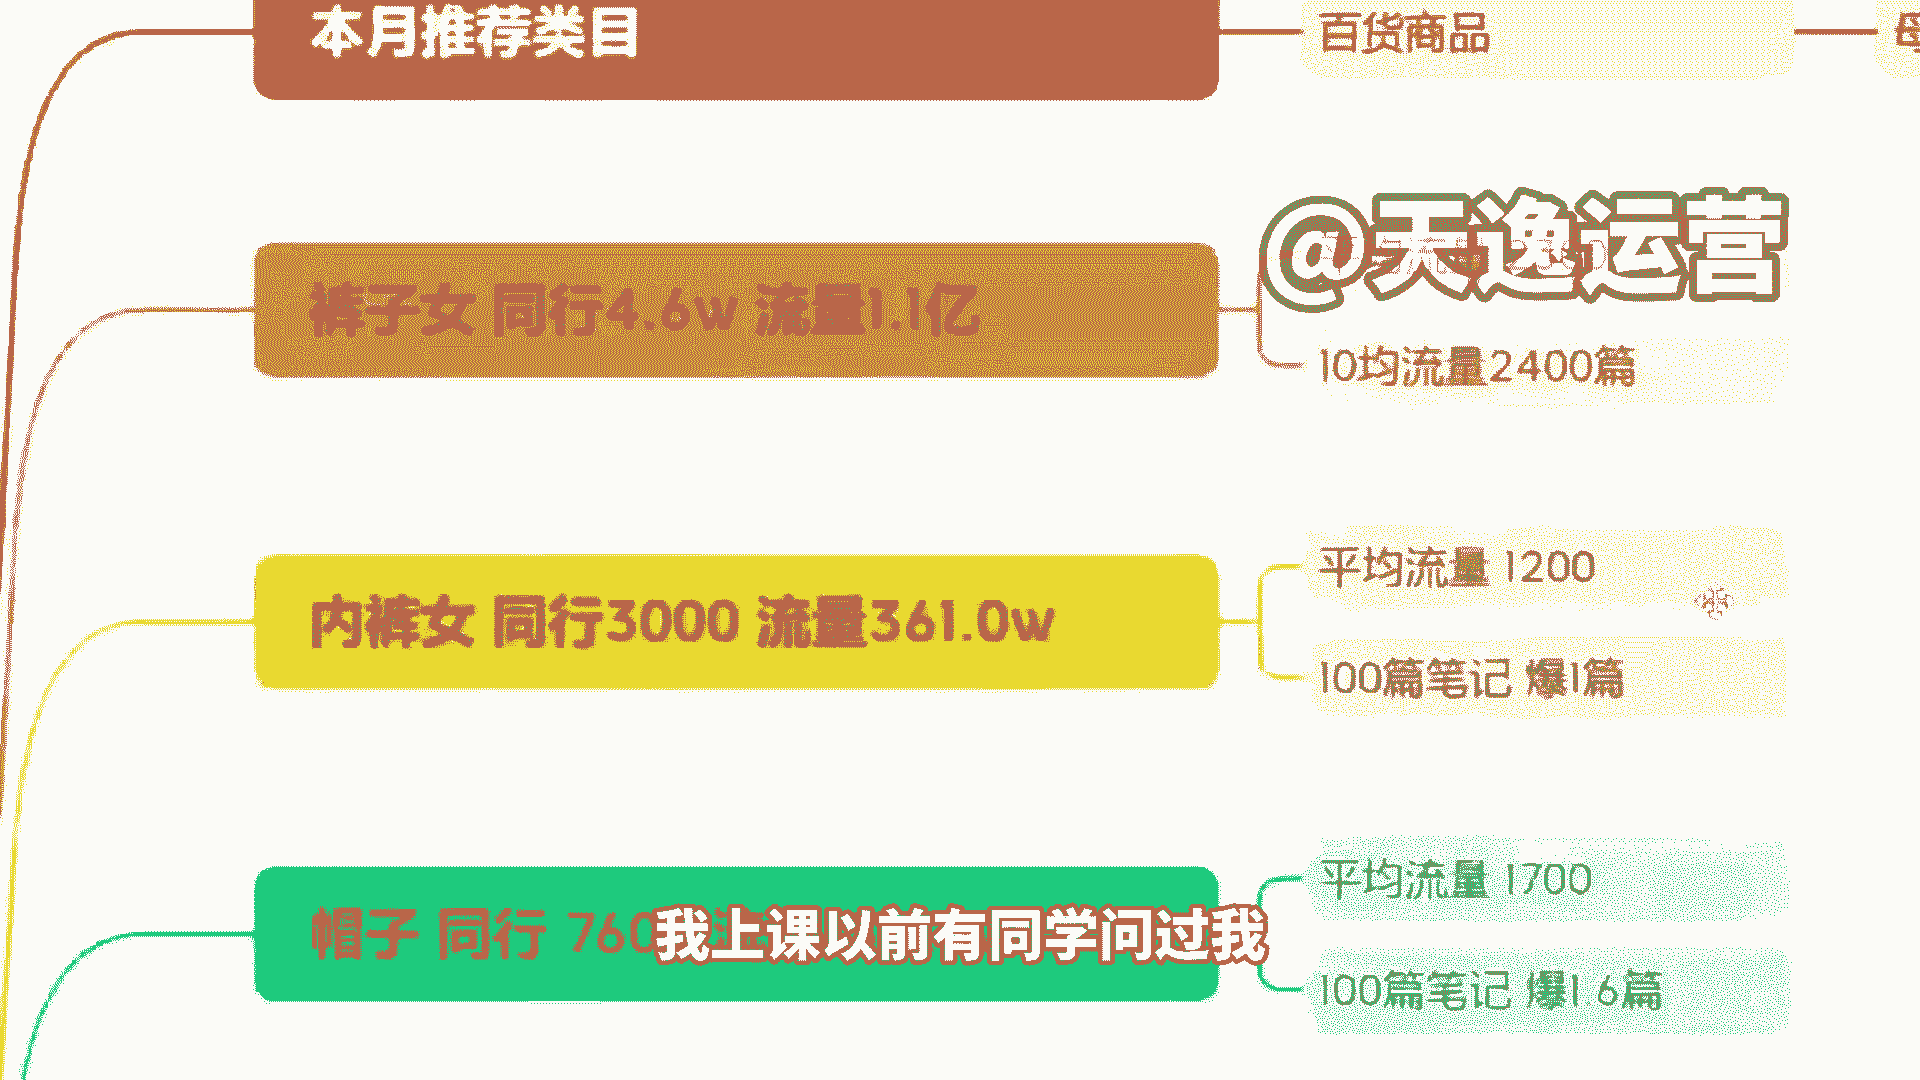 本月推荐类目
百货商品
@天逸运营
裤子女 同行4.6w 流量1.1亿
10均流量2400篇
平均流量 1200
内裤女 同行3000 流量361.0w
100篇笔记 爆1篇
平均流量 1700
帽子 同行 760
我上课以前有同学问过我
100篇笔记 爆1.6篇